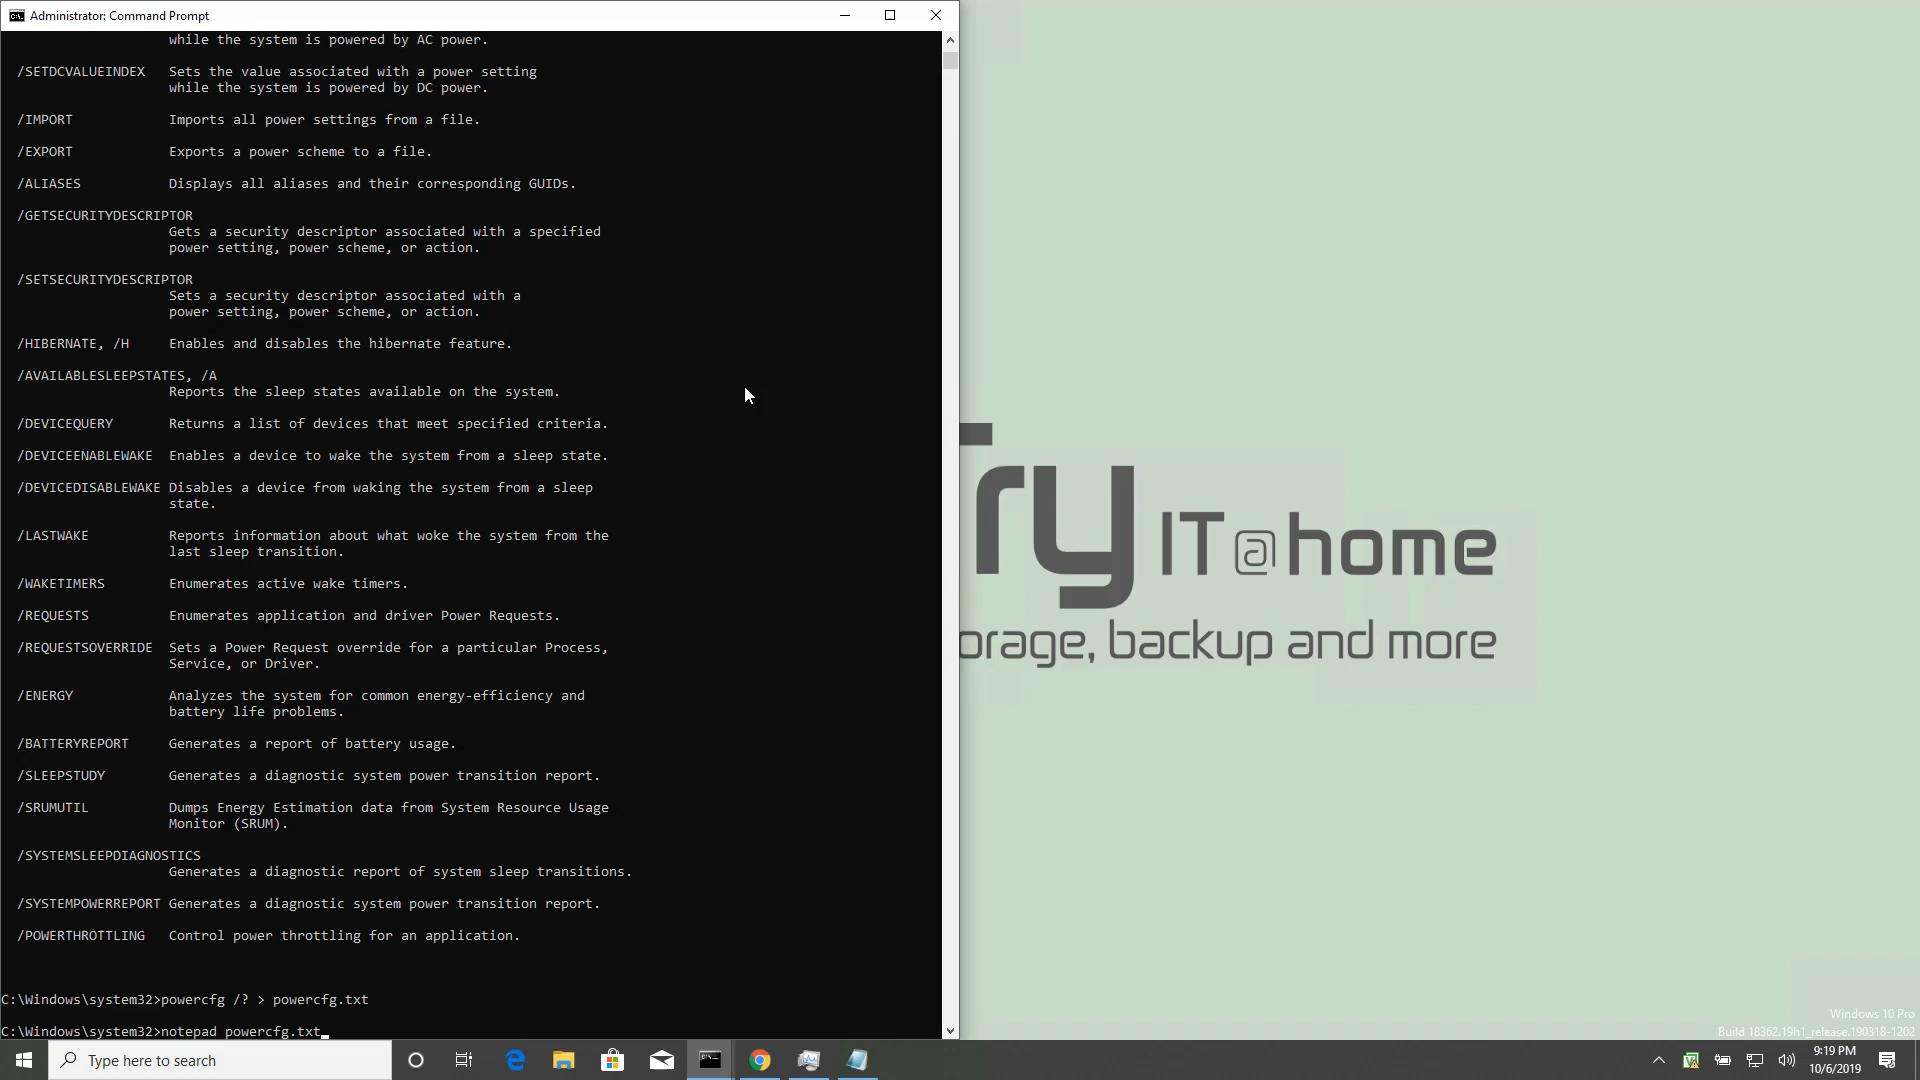 Administrator: Command Prompt
while the system is powered by AC power.
/SETDCVALUEINDEX Sets the value associated with a power setting
while the system is powered by DC power.
/IMPORT Imports all power settings from a file.
/EXPORT Exports a power scheme to a file.
/ALIASES Displays all aliases and their corresponding GUIDs.
/GETSECURITYDESCRIPTOR
Gets a security descriptor associated with a specified
power setting, power scheme, or action.
/SETSECURITYDESCRIPTOR
Sets a security descriptor associated with a
power setting, power scheme, or action.
/HIBERNATE, /H Enables and disables the hibernate feature.
/AVAILABLESLEEPSTATES, /A
Reports the sleep states available on the system.
/DEVICEQUERY Returns a list of devices that meet specified criteria.
/DEVICEENABLEWAKE Enables a device to wake the system from a sleep state.
/DEVICEDISABLEWAKE Disables a device from waking the system from a sleep
state.
/LASTWAKE Reports information about what woke the system from the
last sleep transition.
/WAKETIMERS Enumerates active wake timers.
/REQUESTS Enumerates application and driver Power Requests.
/REQUESTSOVERRIDE Sets a Power Request override for a particular Process,
Service, or Driver.
/ENERGY Analyzes the system for common energy-efficiency and
battery life problems.
/BATTERYREPORT Generates a report of battery usage.
/SLEEPSTUDY Generates a diagnostic system power transition report.
/SRUMUTIL Dumps Energy Estimation data from System Resource Usage
Monitor (SRUM).
/SYSTEMSLEEPDIAGNOSTICS
Generates a diagnostic report of system sleep transitions.
/SYSTEMPOWERREPORT Generates a diagnostic system power transition report.
/POWERTHROTTLING Control power throttling for an application.
C:\Windows\system32>powercfg /? > powercfg.txt
C:\Windows\system32>notepad powercfg.txt
ry IT@home
orage, backup and more
Windows 10 Pro
Build 18362.19h1_release.190318-1202
Type here to search
9:19 PM
10/6/2019